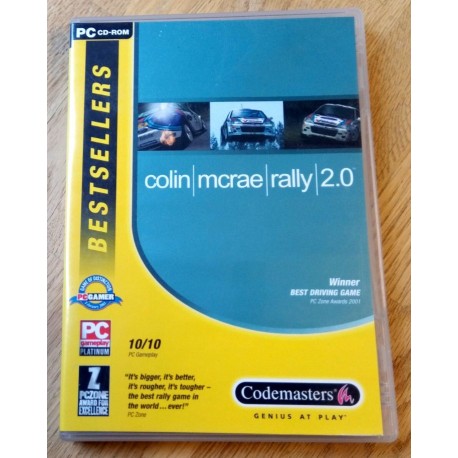 PC CD-ROM
BESTSELLERS
colin|mcrae|rally|2.0
Winner
BEST DRIVING GAME
PC Zone Awards 2001
PC GAMER
PC
gameplay
PLATINUM
10/10
PC Gameplay
Z
PCZONE
AWARD FOR
EXCELLENCE
"It's bigger, it's better,
it's rougher, it's tougher –
the best rally game in
the world ... ever!"
PC Zone
Codemasters
GENIUS AT PLAY™